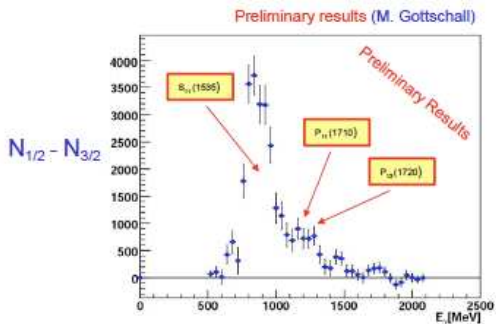 Preliminary results (M. Gottschall)
Preliminary Results
N1/2 - N3/2
4000
3500
3000
2500
2000
1500
1000
500
0
S11(1535)
P11(1710)
P13(1720)
0 500 1000 1500 2000 2500
[MeV]